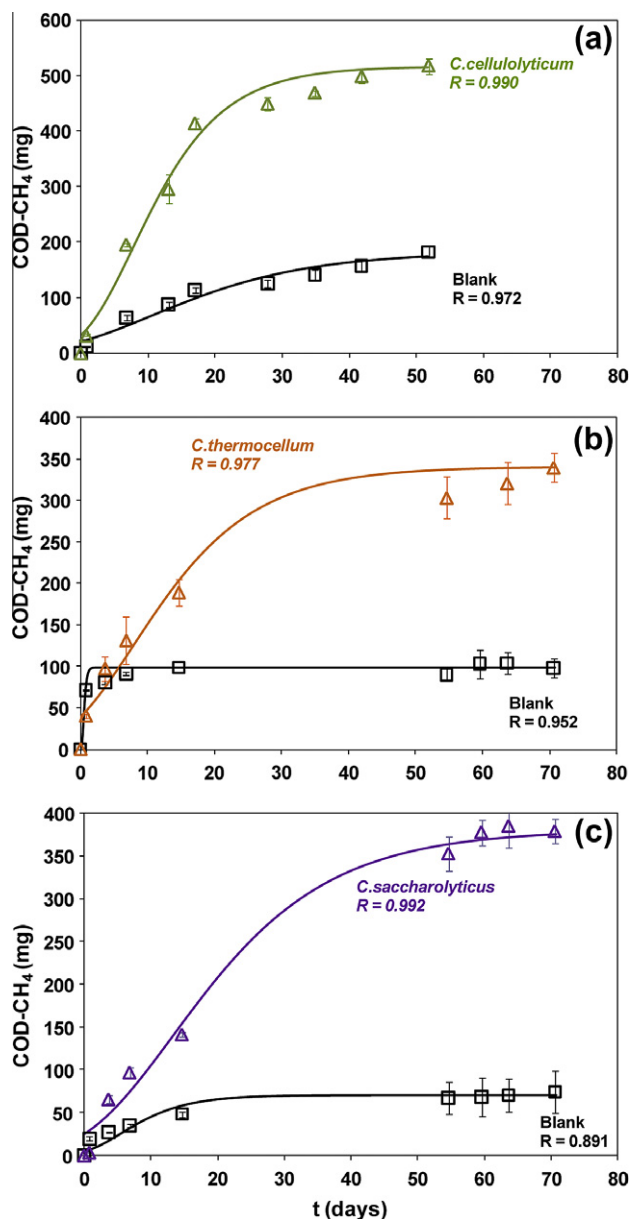 (a)
600
500
400
300
200
100
0
COD-CH₄ (mg)
C.cellulolyticum
R = 0.990
Blank
R = 0.972
0 10 20 30 40 50 60 70 80
(b)
400
350
300
250
200
150
100
50
0
COD-CH₄ (mg)
C.thermocellum
R = 0.977
Blank
R = 0.952
0 10 20 30 40 50 60 70 80
(c)
400
350
300
250
200
150
100
50
0
COD-CH₄ (mg)
C.saccharolyticus
R = 0.992
Blank
R = 0.891
0 10 20 30 40 50 60 70 80
t (days)